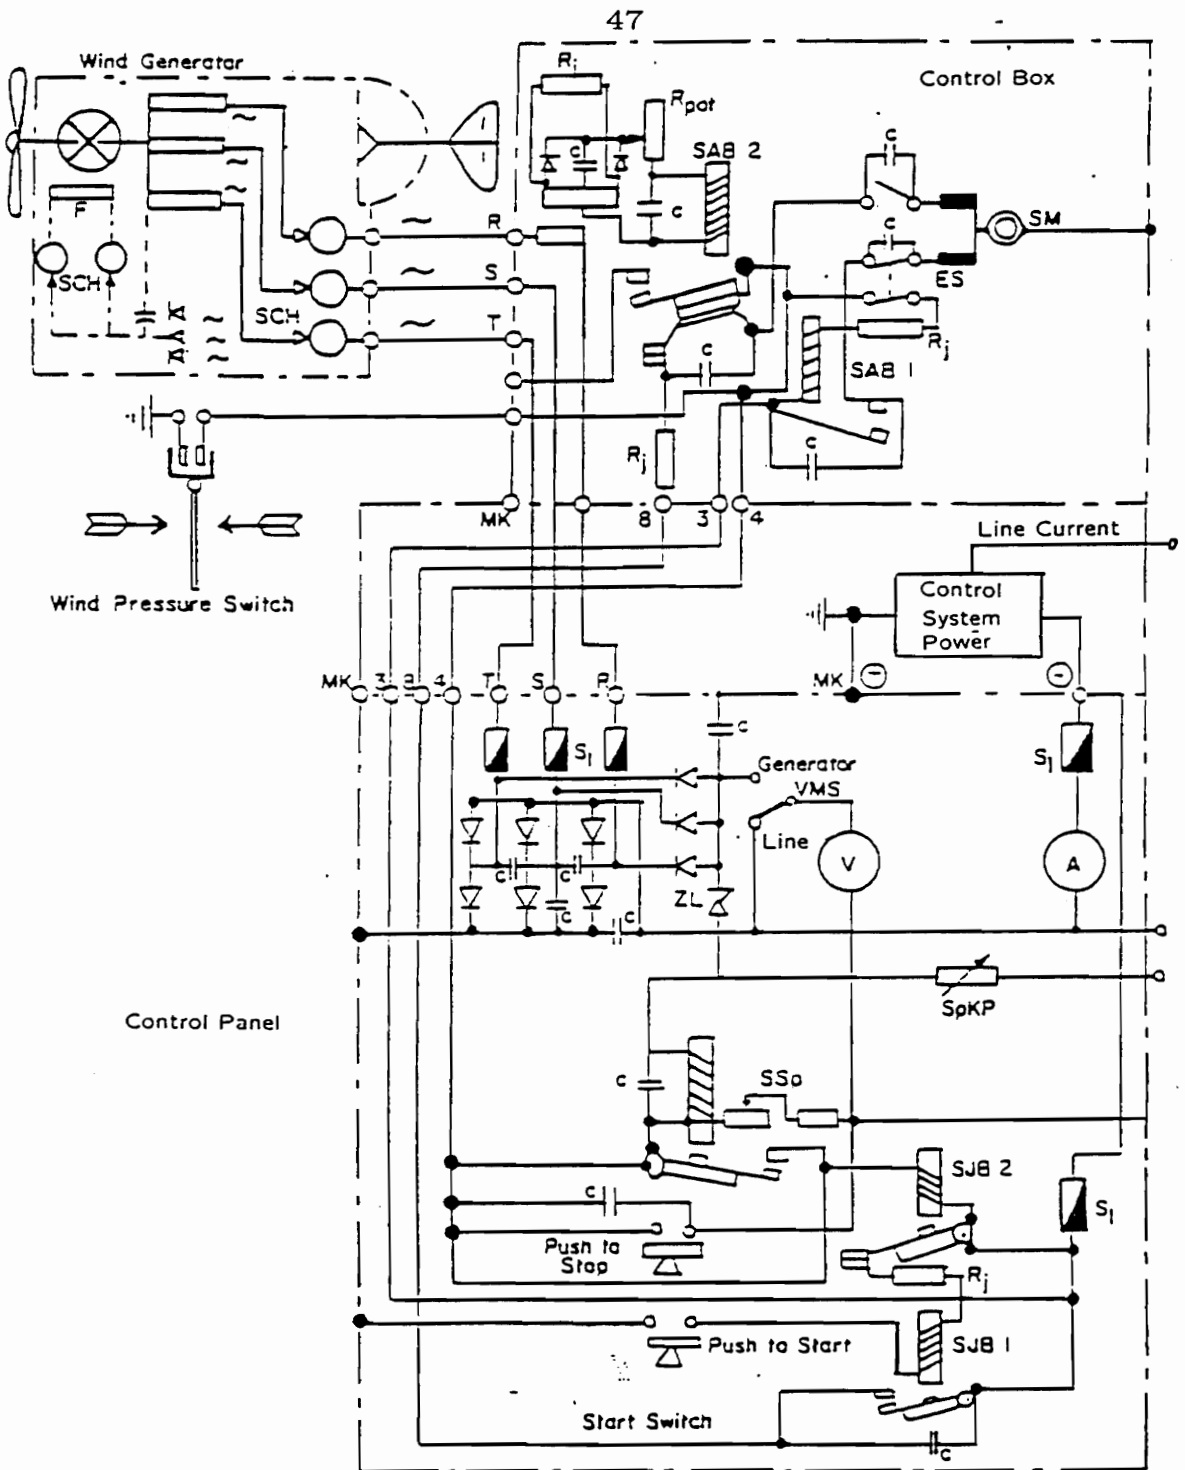 47
Wind Generator
Control Box
R_i
R_pot
SAB 2
c
c
c
c
SM
ES
R
S
T
F
SCH
SCH
c
R_j
SAB 1
R_j
c
MK
8
3
4
Line Current
Control
System
Power
Wind Pressure Switch
MK
3
8
4
T
S
R
MK
−
−
c
S_1
S_1
Generator
VMS
Line
V
A
c
c
c
c
ZL
SpKP
Control Panel
c
SSp
SJB 2
c
S_1
Push to
Stop
R_j
Push to Start
SJB 1
Start Switch
c